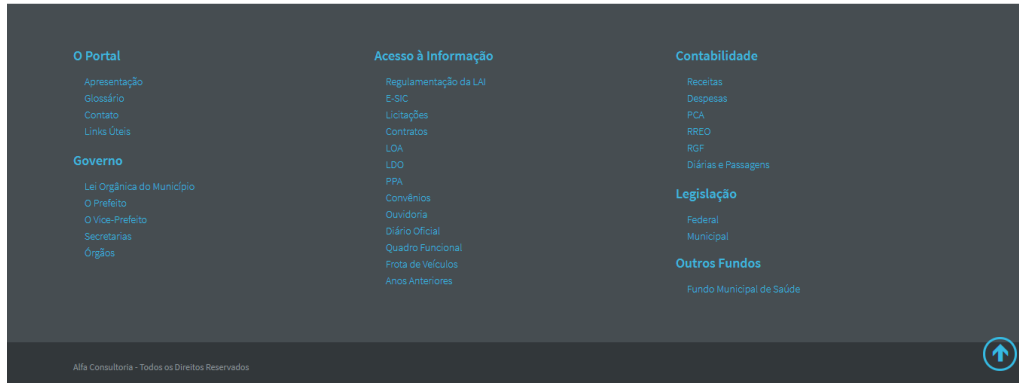 O Portal
Apresentação
Glossário
Contato
Links Úteis
Governo
Lei Orgânica do Município
O Prefeito
O Vice-Prefeito
Secretarias
Órgãos
Acesso à Informação
Regulamentação da LAI
E-SIC
Licitações
Contratos
LOA
LDO
PPA
Convênios
Ouvidoria
Diário Oficial
Quadro Funcional
Frota de Veículos
Anos Anteriores
Contabilidade
Receitas
Despesas
PCA
RREO
RGF
Diárias e Passagens
Legislação
Federal
Municipal
Outros Fundos
Fundo Municipal de Saúde
Alfa Consultoria - Todos os Direitos Reservados